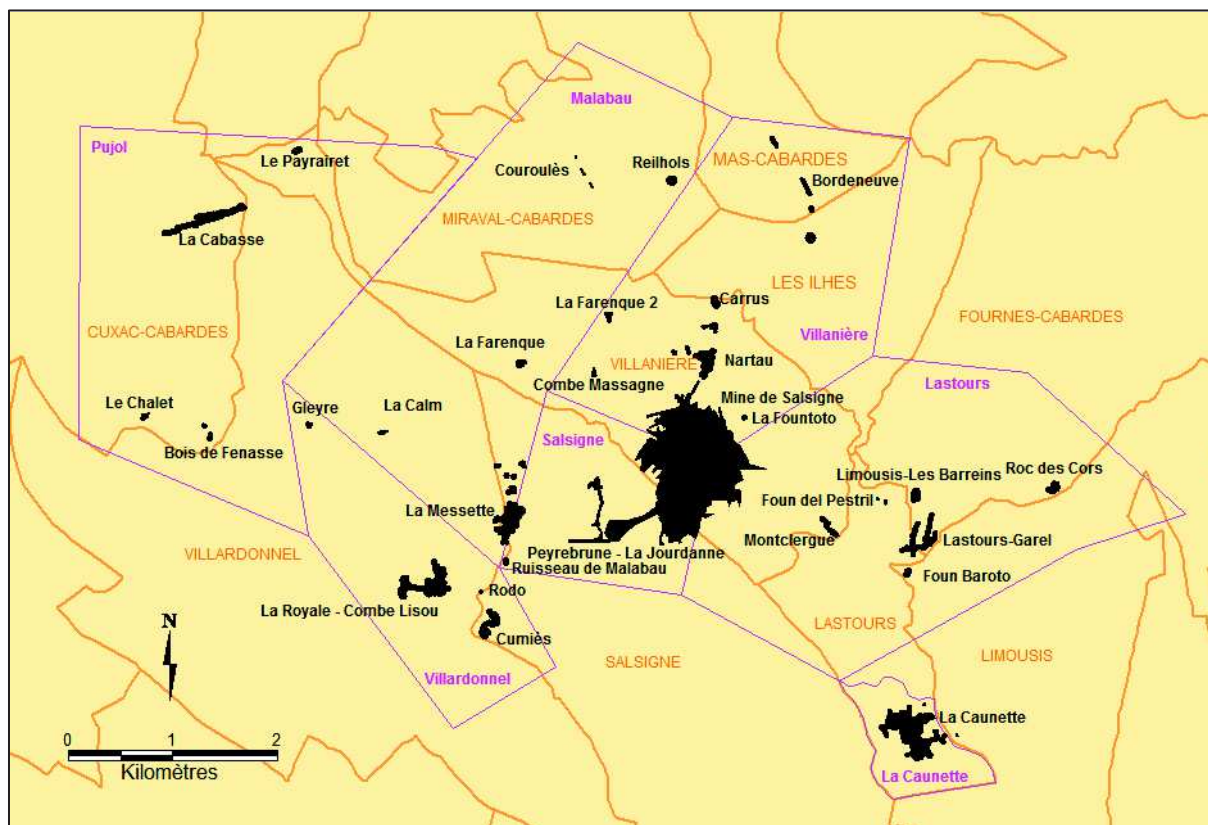 Malabau
Pujol
Le Payrairet
Couroulès
Reilhols
MAS-CABARDES
Bordeneuve
MIRAVAL-CABARDES
La Cabasse
LES ILHES
La Farenque 2
Carrus
CUXAC-CABARDES
FOURNES-CABARDES
Villanière
La Farenque
VILLANIERE
Nartau
Combe Massagne
Lastours
Mine de Salsigne
Le Chalet
Gleyre
La Calm
La Fountoto
Bois de Fenasse
Salsigne
Limousis-Les Barreins
Roc des Cors
Foun del Pestril
La Messette
Montclergue
Lastours-Garel
VILLARDONNEL
Peyrebrune - La Jourdanne
Ruisseau de Malabau
Foun Baroto
Rodo
La Royale - Combe Lisou
N
LASTOURS
Cumiès
SALSIGNE
LIMOUSIS
Villardonnel
La Caunette
0 1 2
Kilomètres
La Caunette